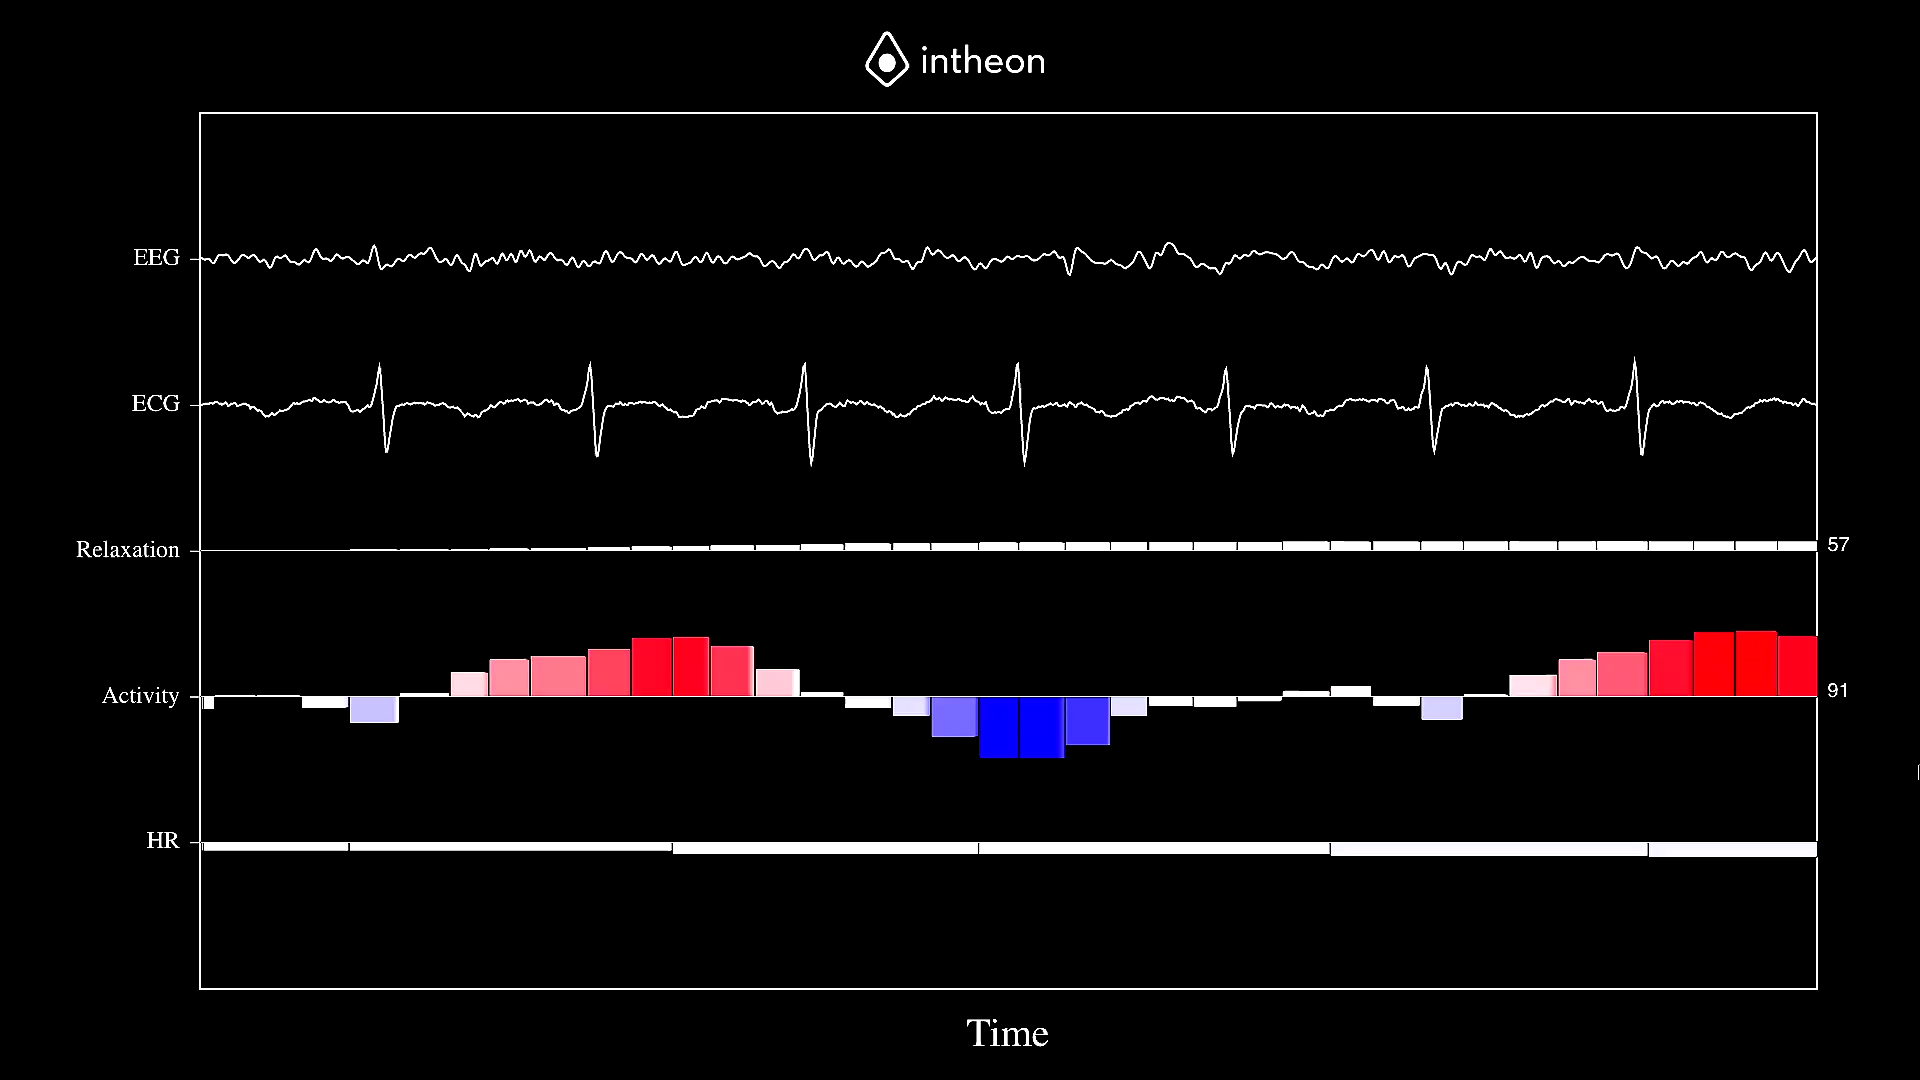 intheon
EEG
ECG
Relaxation
57
Activity
91
HR
Time